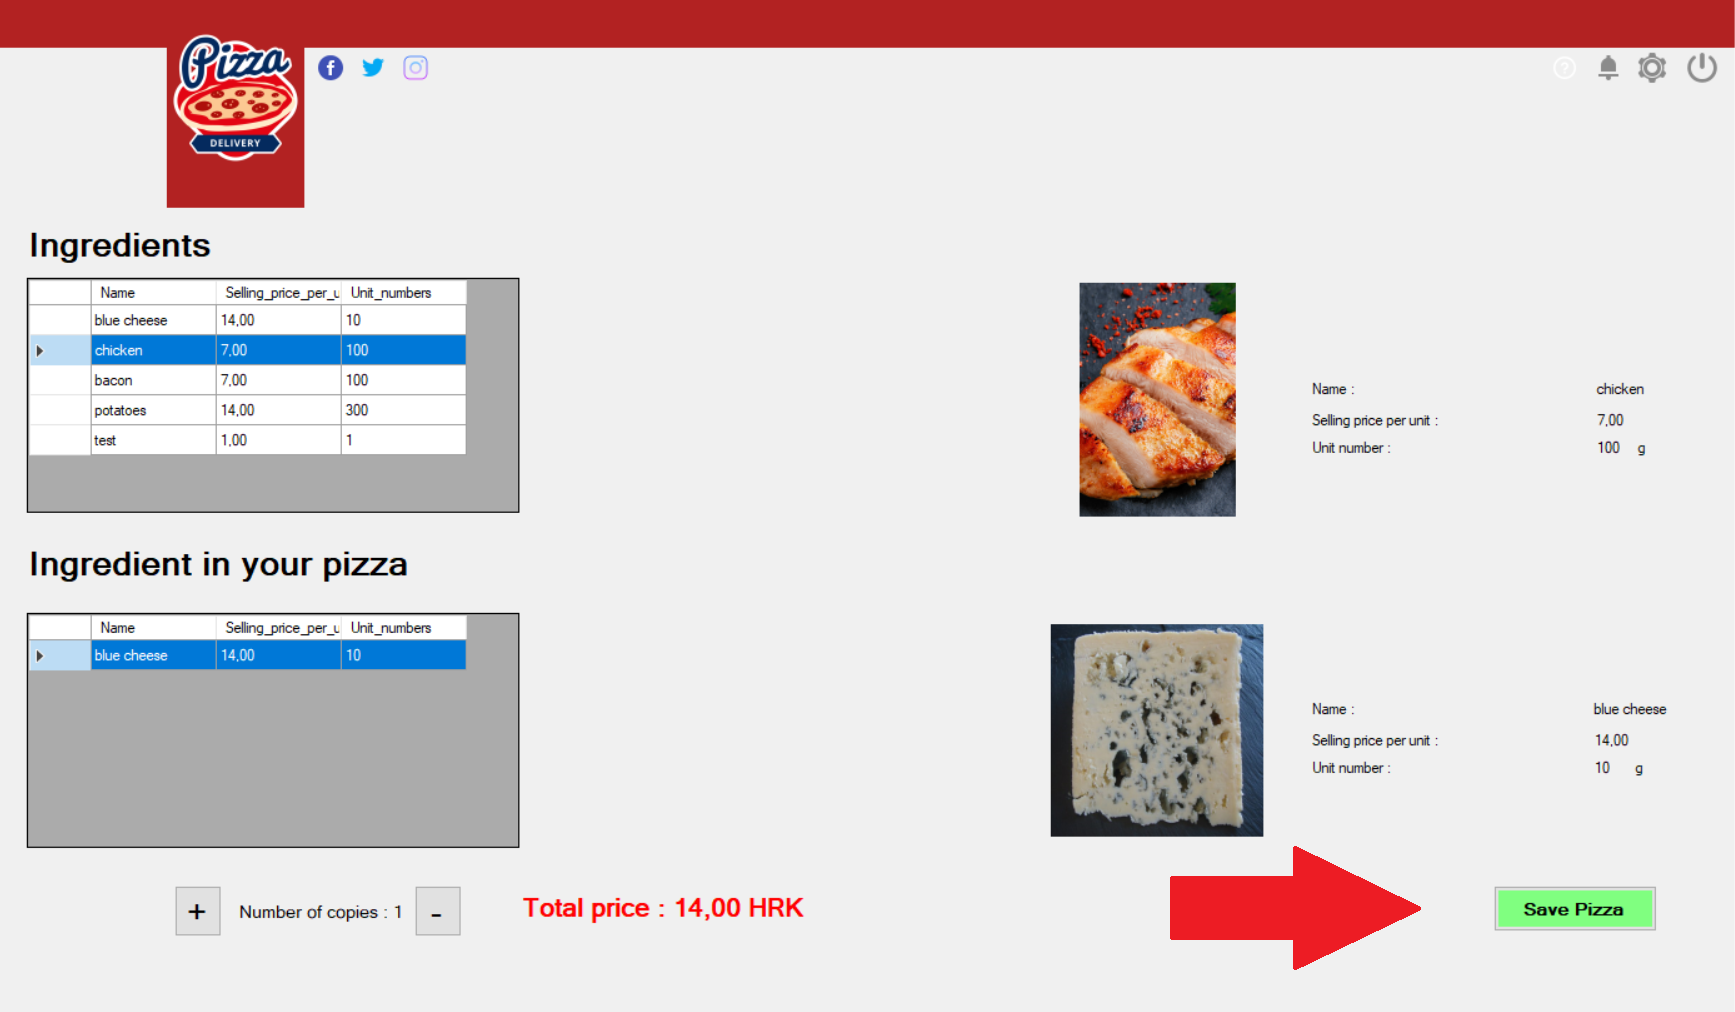 Pizza
DELIVERY
Ingredients
Name Selling_price_per_u Unit_numbers
blue cheese 14,00 10
chicken 7,00 100
bacon 7,00 100
potatoes 14,00 300
test 1,00 1
Name : chicken
Selling price per unit : 7,00
Unit number : 100 g
Ingredient in your pizza
Name Selling_price_per_u Unit_numbers
blue cheese 14,00 10
Name : blue cheese
Selling price per unit : 14,00
Unit number : 10 g
+ Number of copies : 1 -
Total price : 14,00 HRK
Save Pizza